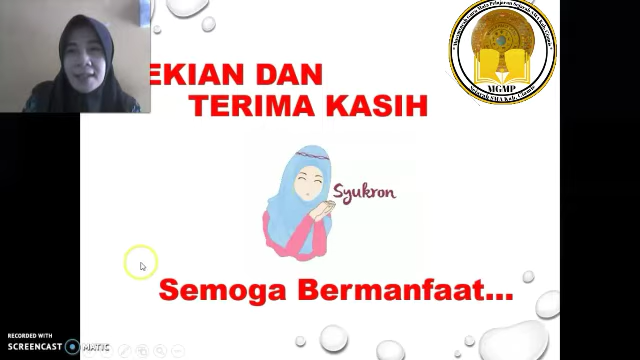 EKIAN DAN
TERIMA KASIH
Syukron
Semoga Bermanfaat...
MGMP
RECORDED WITH
SCREENCAST MATIC